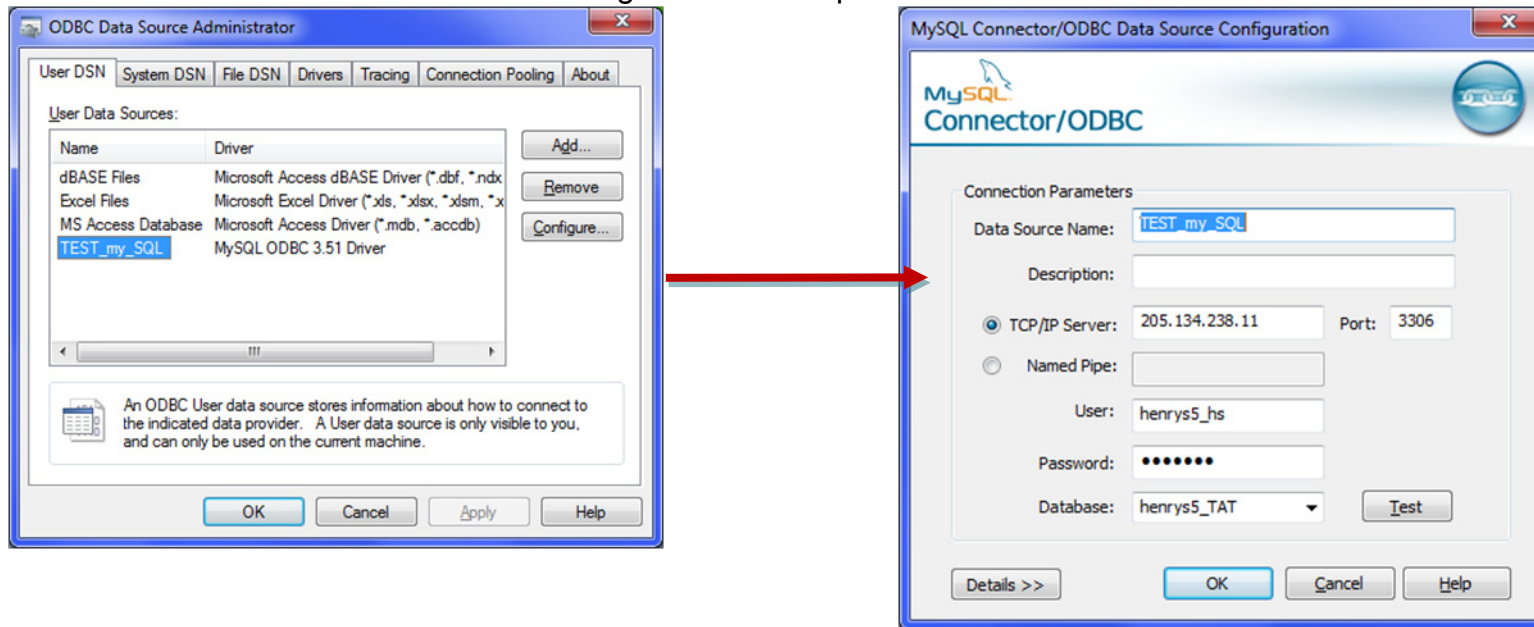 ODBC Data Source Administrator
User DSN System DSN File DSN Drivers Tracing Connection Pooling About
User Data Sources:
Name Driver
dBASE Files Microsoft Access dBASE Driver (*.dbf, *.ndx
Excel Files Microsoft Excel Driver (*.xls, *.xlsx, *.xlsm, *.x
MS Access Database Microsoft Access Driver (*.mdb, *.accdb)
TEST_my_SQL MySQL ODBC 3.51 Driver
Add...
Remove
Configure...
An ODBC User data source stores information about how to connect to
the indicated data provider. A User data source is only visible to you,
and can only be used on the current machine.
OK Cancel Apply Help
MySQL Connector/ODBC Data Source Configuration
MySQL
Connector/ODBC
Connection Parameters
Data Source Name: TEST_my_SQL
Description:
TCP/IP Server: 205.134.238.11 Port: 3306
Named Pipe:
User: henrys5_hs
Password: •••••••
Database: henrys5_TAT Test
Details >> OK Cancel Help